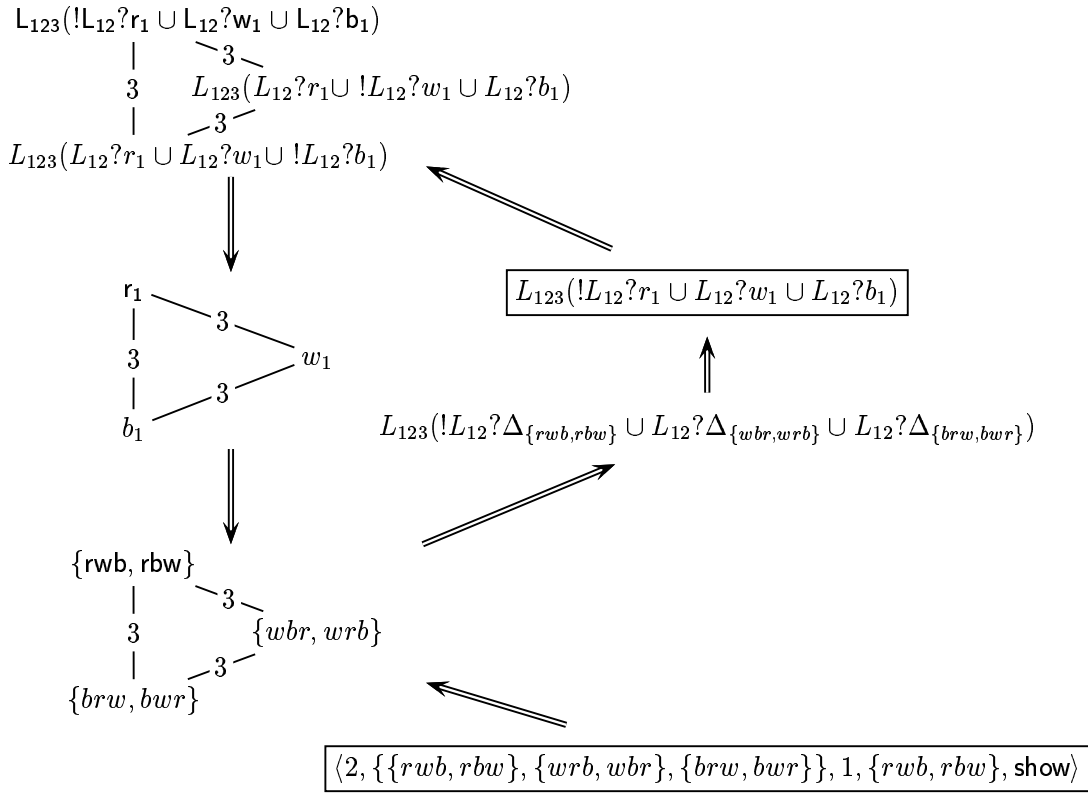 L₁₂₃(!L₁₂?r₁ ∪ L₁₂?w₁ ∪ L₁₂?b₁)
3
3
L₁₂₃(L₁₂?r₁∪ !L₁₂?w₁ ∪ L₁₂?b₁)
3
L₁₂₃(L₁₂?r₁ ∪ L₁₂?w₁∪ !L₁₂?b₁)
L₁₂₃(!L₁₂?r₁ ∪ L₁₂?w₁ ∪ L₁₂?b₁)
r₁
3
3
w₁
3
b₁
L₁₂₃(!L₁₂?Δ_{rwb,rbw} ∪ L₁₂?Δ_{wbr,wrb} ∪ L₁₂?Δ_{brw,bwr})
{rwb, rbw}
3
3
{wbr, wrb}
3
{brw, bwr}
⟨2, {{rwb, rbw}, {wrb, wbr}, {brw, bwr}}, 1, {rwb, rbw}, show⟩